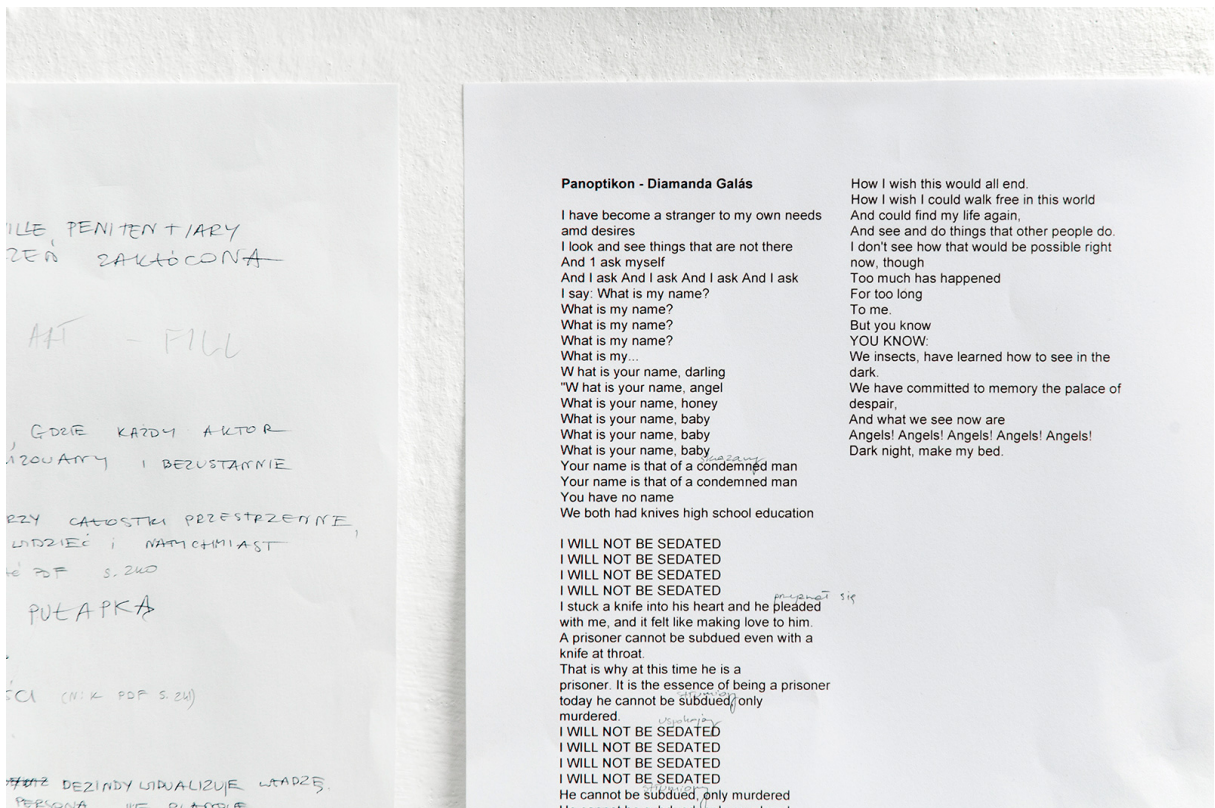 PENITENTIARY
ZAKŁÓCONA
ART - FILL
, GDZIE KAŻDY AKTOR
I BEZUSTANNIE
CAŁOSTKI PRZESTRZENNE,
WIDZIEĆ i NATYCHMIAST
PDF S. 240
PUŁAPKĄ
(N:K PDF S. 241)
DEZINDYWIDUALIZUJE WŁADZĘ.
PERSONA
Panoptikon - Diamanda Galás
I have become a stranger to my own needs
amd desires
I look and see things that are not there
And 1 ask myself
And I ask And I ask And I ask And I ask
I say: What is my name?
What is my name?
What is my name?
What is my name?
What is my...
W hat is your name, darling
"W hat is your name, angel
What is your name, honey
What is your name, baby
What is your name, baby
What is your name, baby
skazany
Your name is that of a condemned man
Your name is that of a condemned man
You have no name
We both had knives high school education
I WILL NOT BE SEDATED
I WILL NOT BE SEDATED
I WILL NOT BE SEDATED
I WILL NOT BE SEDATED
się
I stuck a knife into his heart and he pleaded
with me, and it felt like making love to him.
A prisoner cannot be subdued even with a
knife at throat.
That is why at this time he is a
prisoner. It is the essence of being a prisoner
today he cannot be subdued, only
murdered.
I WILL NOT BE SEDATED
I WILL NOT BE SEDATED
I WILL NOT BE SEDATED
I WILL NOT BE SEDATED
He cannot be subdued, only murdered
How I wish this would all end.
How I wish I could walk free in this world
And could find my life again,
And see and do things that other people do.
I don't see how that would be possible right
now, though
Too much has happened
For too long
To me.
But you know
YOU KNOW:
We insects, have learned how to see in the
dark.
We have committed to memory the palace of
despair,
And what we see now are
Angels! Angels! Angels! Angels! Angels!
Dark night, make my bed.